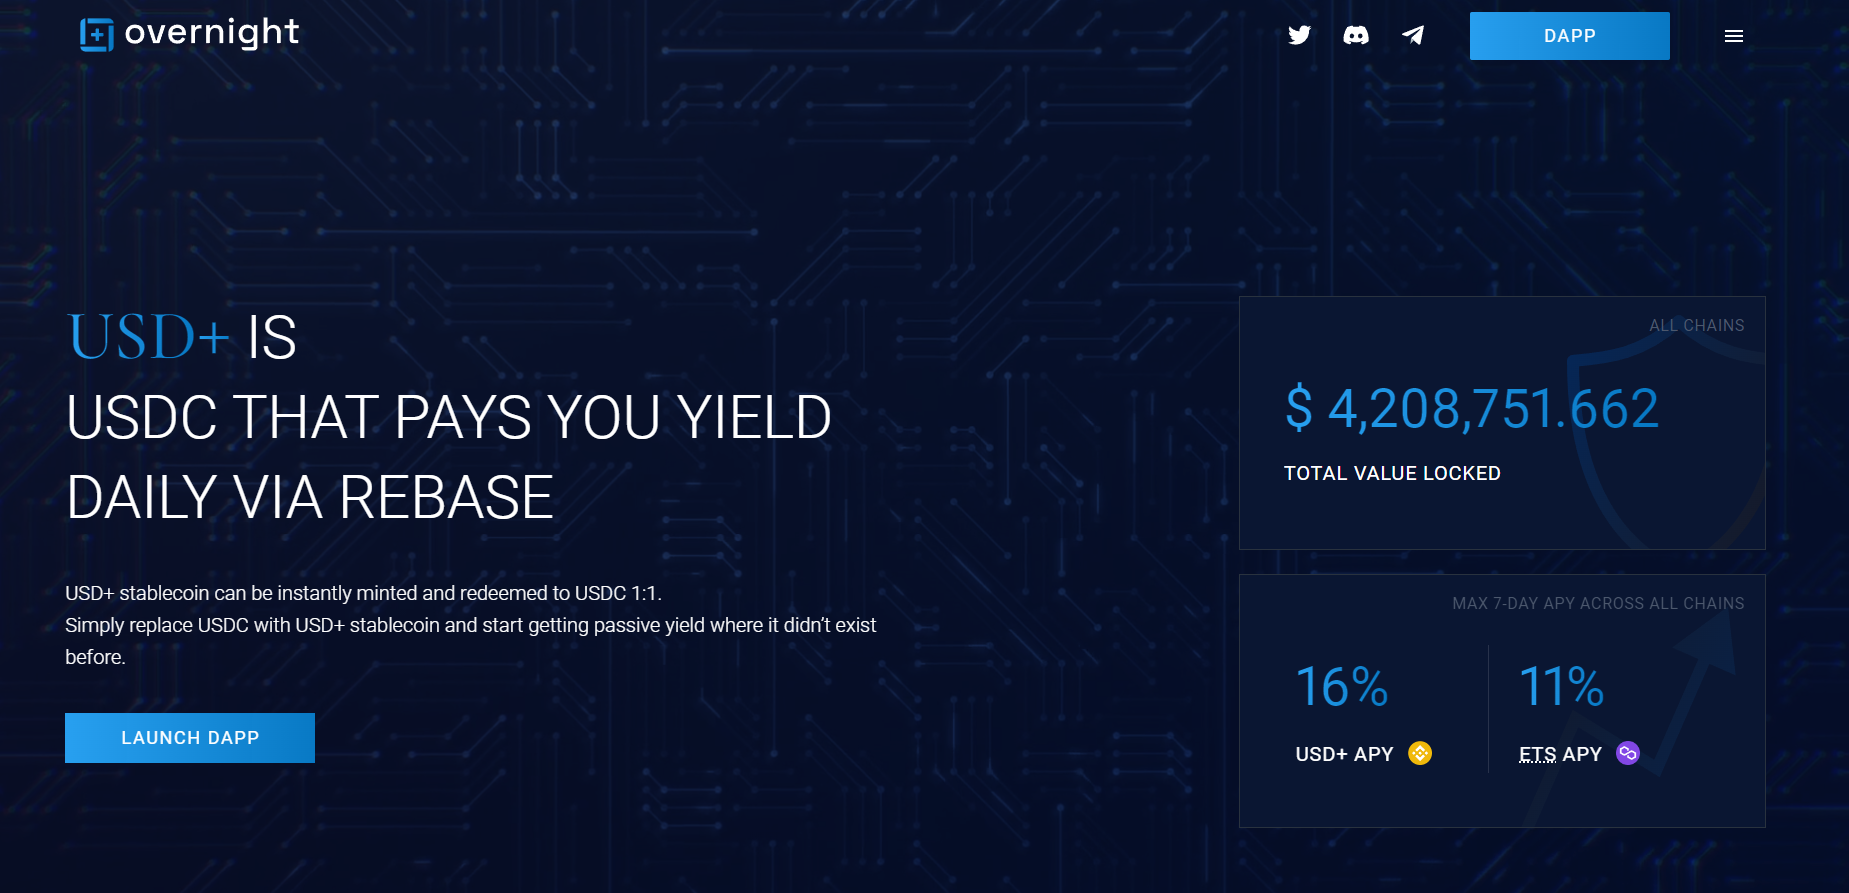 overnight
DAPP
USD+ IS
USDC THAT PAYS YOU YIELD
DAILY VIA REBASE
USD+ stablecoin can be instantly minted and redeemed to USDC 1:1.
Simply replace USDC with USD+ stablecoin and start getting passive yield where it didn’t exist
before.
LAUNCH DAPP
ALL CHAINS
$ 4,208,751.662
TOTAL VALUE LOCKED
MAX 7-DAY APY ACROSS ALL CHAINS
16% 11%
USD+ APY ETS APY